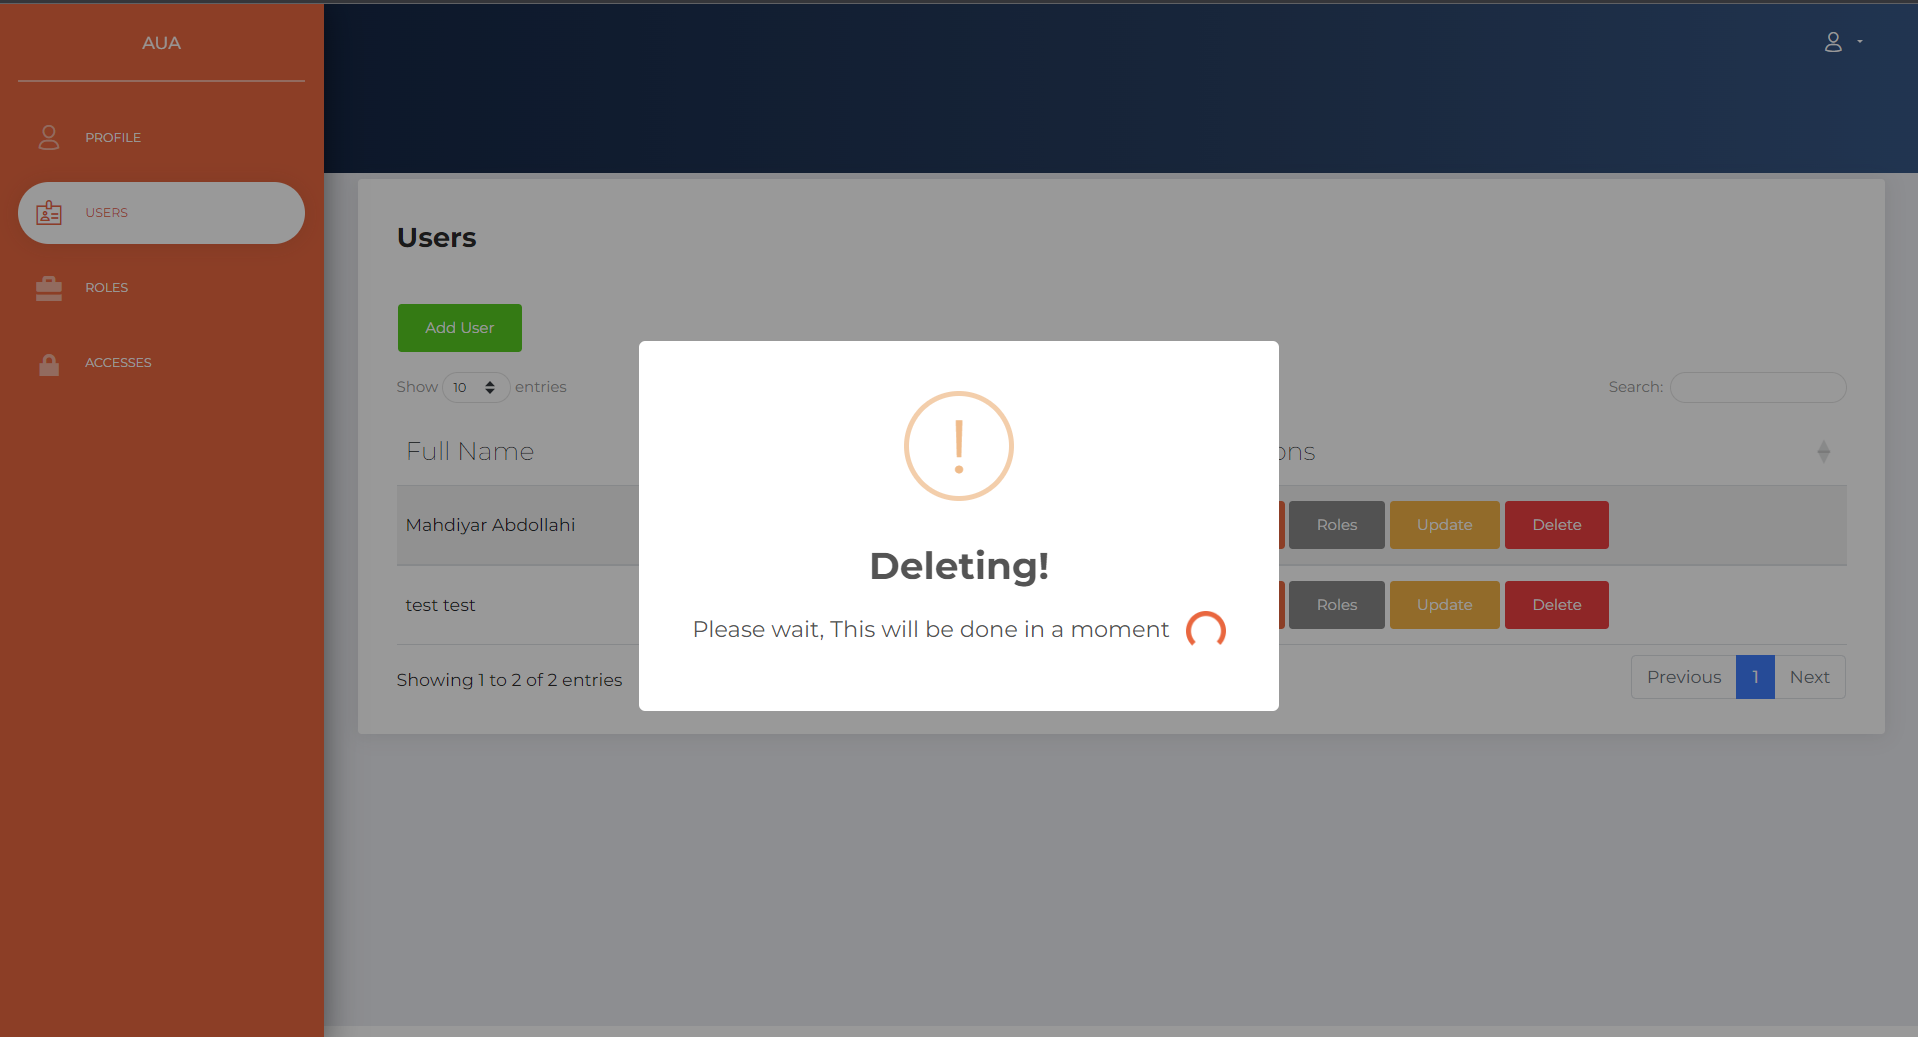 AUA
PROFILE
USERS
ROLES
ACCESSES
Users
Add User
Show 10 entries
Search:
Full Name
Mahdiyar Abdollahi
Roles
Update
Delete
test test
Roles
Update
Delete
Showing 1 to 2 of 2 entries
Previous
1
Next
!
Deleting!
Please wait, This will be done in a moment